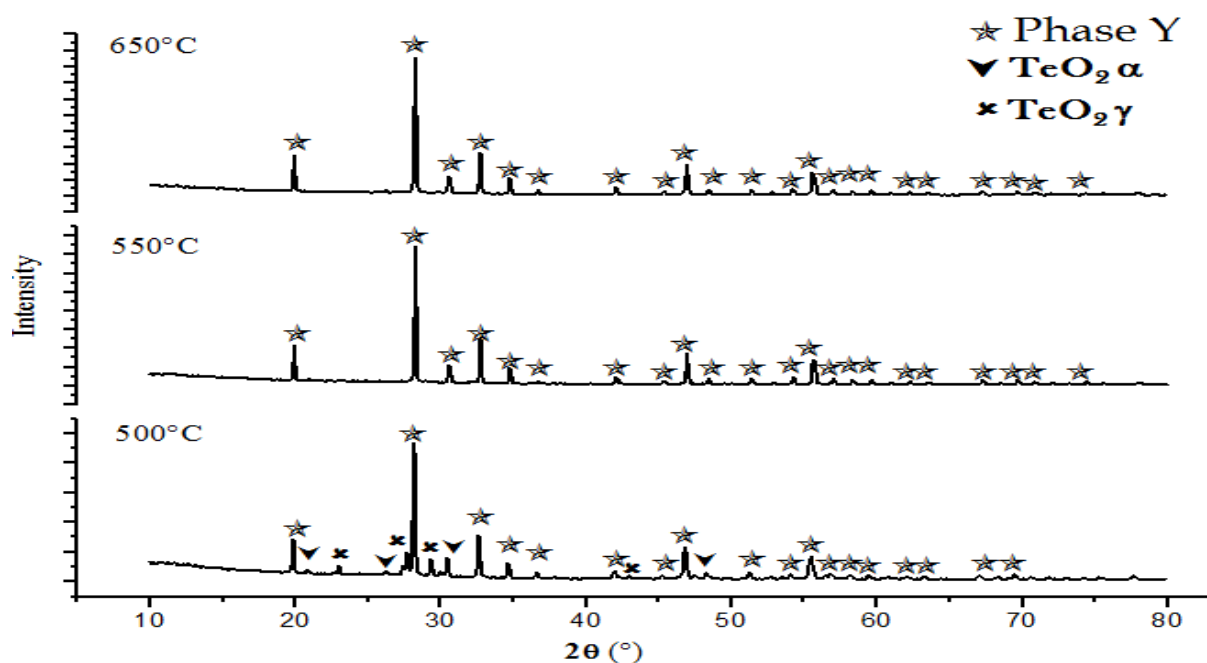 650°C
☆ Phase Y
TeO₂ α
TeO₂ γ
550°C
Intensity
500°C
10 20 30 40 50 60 70 80
2θ (°)